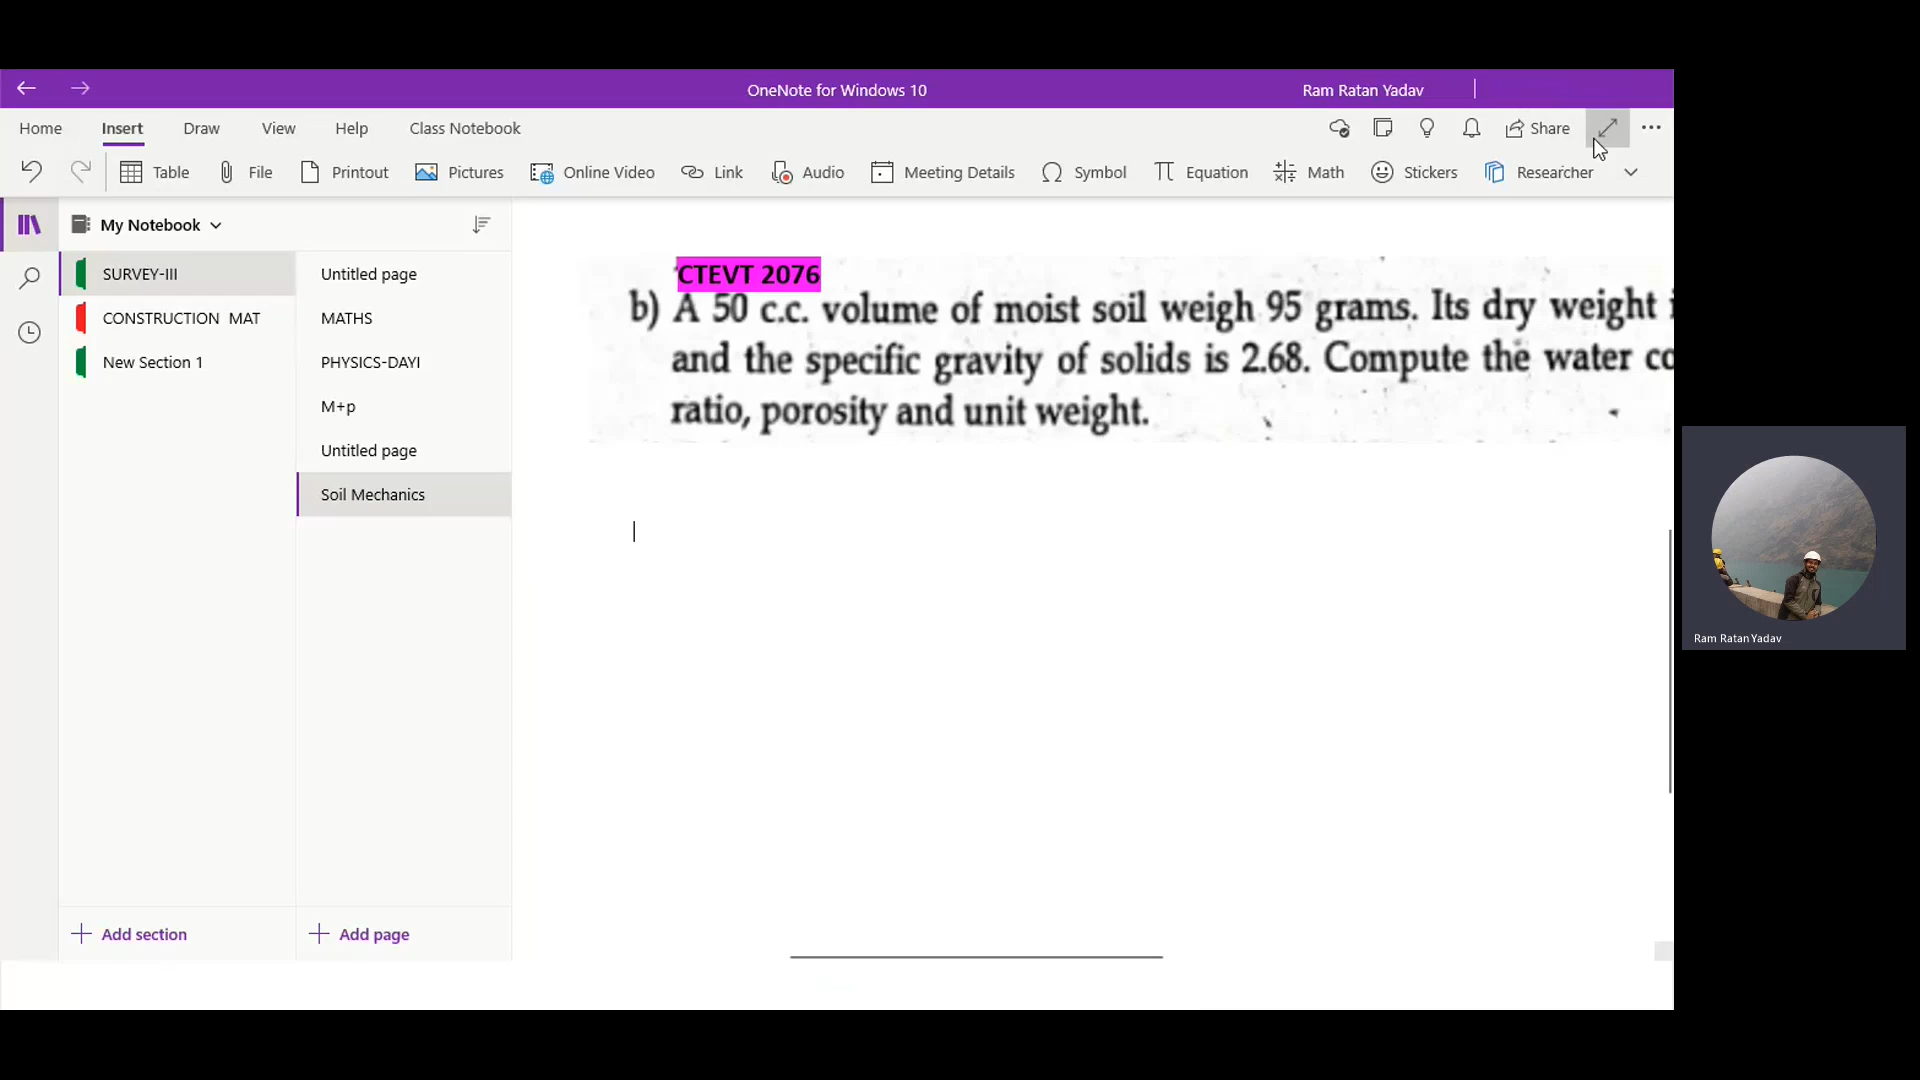 OneNote for Windows 10
Ram Ratan Yadav
Home Insert Draw View Help Class Notebook
Share
Table File Printout Pictures Online Video Link Audio Meeting Details Symbol Equation Math Stickers Researcher
My Notebook
SURVEY-III
CONSTRUCTION MAT
New Section 1
Untitled page
MATHS
PHYSICS-DAYI
M+p
Untitled page
Soil Mechanics
CTEVT 2076
b) A 50 c.c. volume of moist soil weigh 95 grams. Its dry weight
and the specific gravity of solids is 2.68. Compute the water
ratio, porosity and unit weight.
Add section
Add page
Ram Ratan Yadav